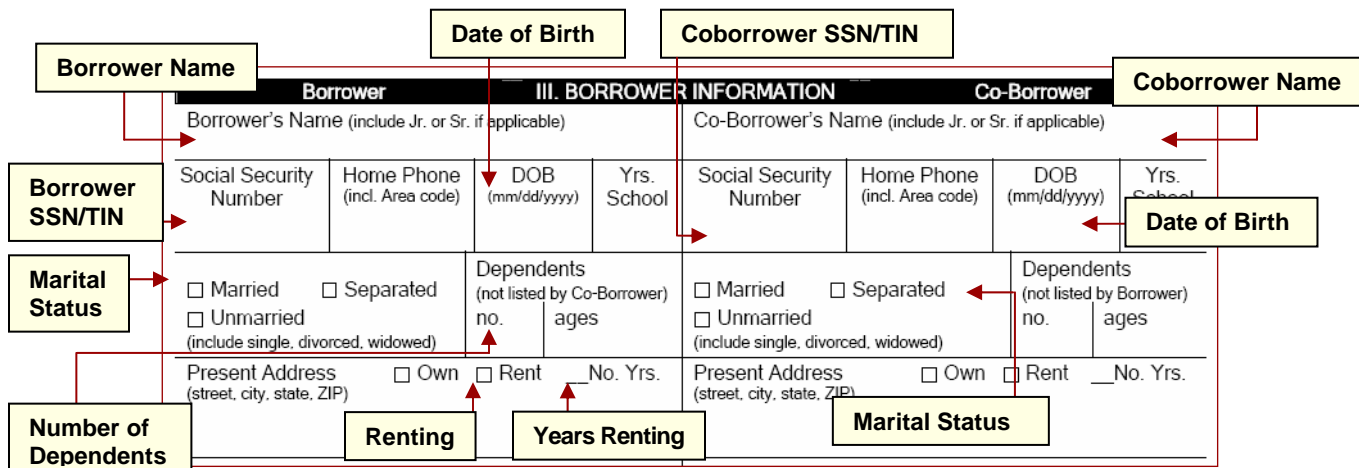 Date of Birth
Coborrower SSN/TIN
Borrower Name
Coborrower Name
Borrower III. BORROWER INFORMATION Co-Borrower
Borrower's Name (include Jr. or Sr. if applicable)
Co-Borrower's Name (include Jr. or Sr. if applicable)
Borrower
SSN/TIN
Social Security
Number
Home Phone
(incl. Area code)
DOB
(mm/dd/yyyy)
Yrs.
School
Social Security
Number
Home Phone
(incl. Area code)
DOB
(mm/dd/yyyy)
Yrs.
Date of Birth
Marital
Status
☐ Married ☐ Separated
☐ Unmarried
(include single, divorced, widowed)
Dependents
(not listed by Co-Borrower)
no. ages
☐ Married ☐ Separated
☐ Unmarried
(include single, divorced, widowed)
Dependents
(not listed by Borrower)
no. ages
Present Address ☐ Own ☐ Rent __No. Yrs.
(street, city, state, ZIP)
Present Address ☐ Own ☐ Rent __No. Yrs.
(street, city, state, ZIP)
Number of
Dependents
Renting
Years Renting
Marital Status